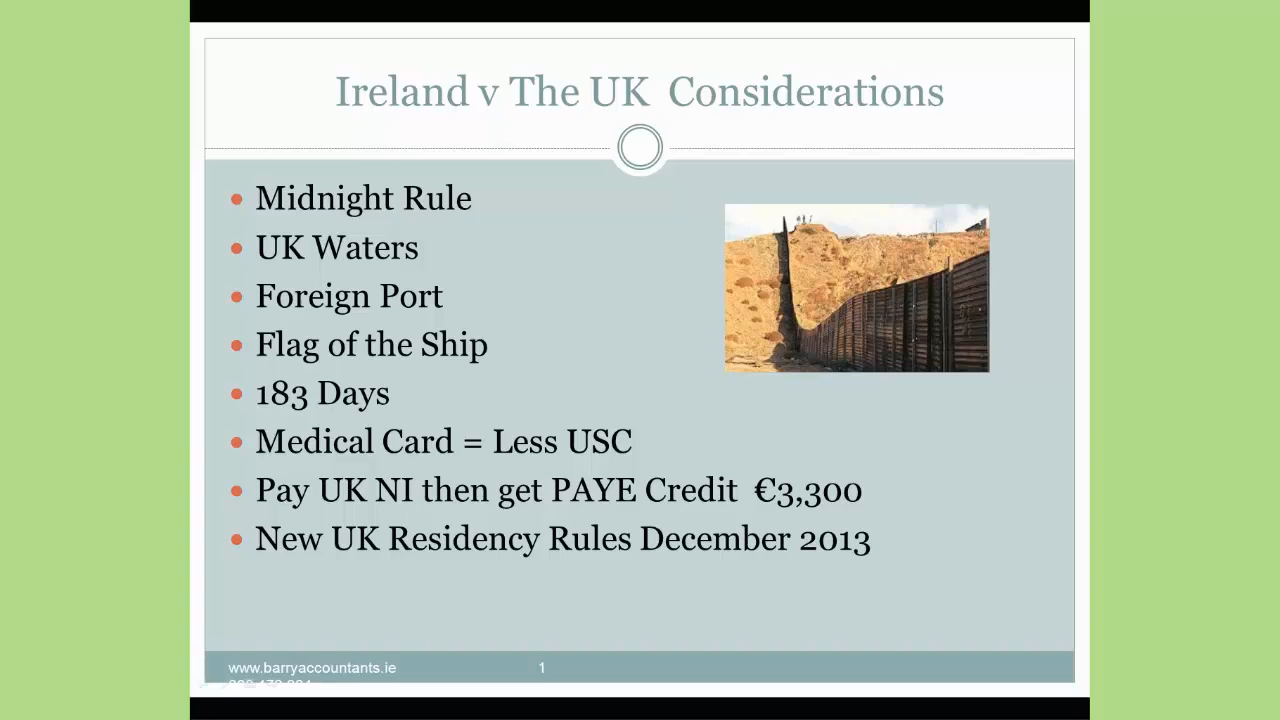 Ireland v The UK Considerations
Midnight Rule
UK Waters
Foreign Port
Flag of the Ship
183 Days
Medical Card = Less USC
Pay UK NI then get PAYE Credit €3,300
New UK Residency Rules December 2013
www.barryaccountants.ie 1